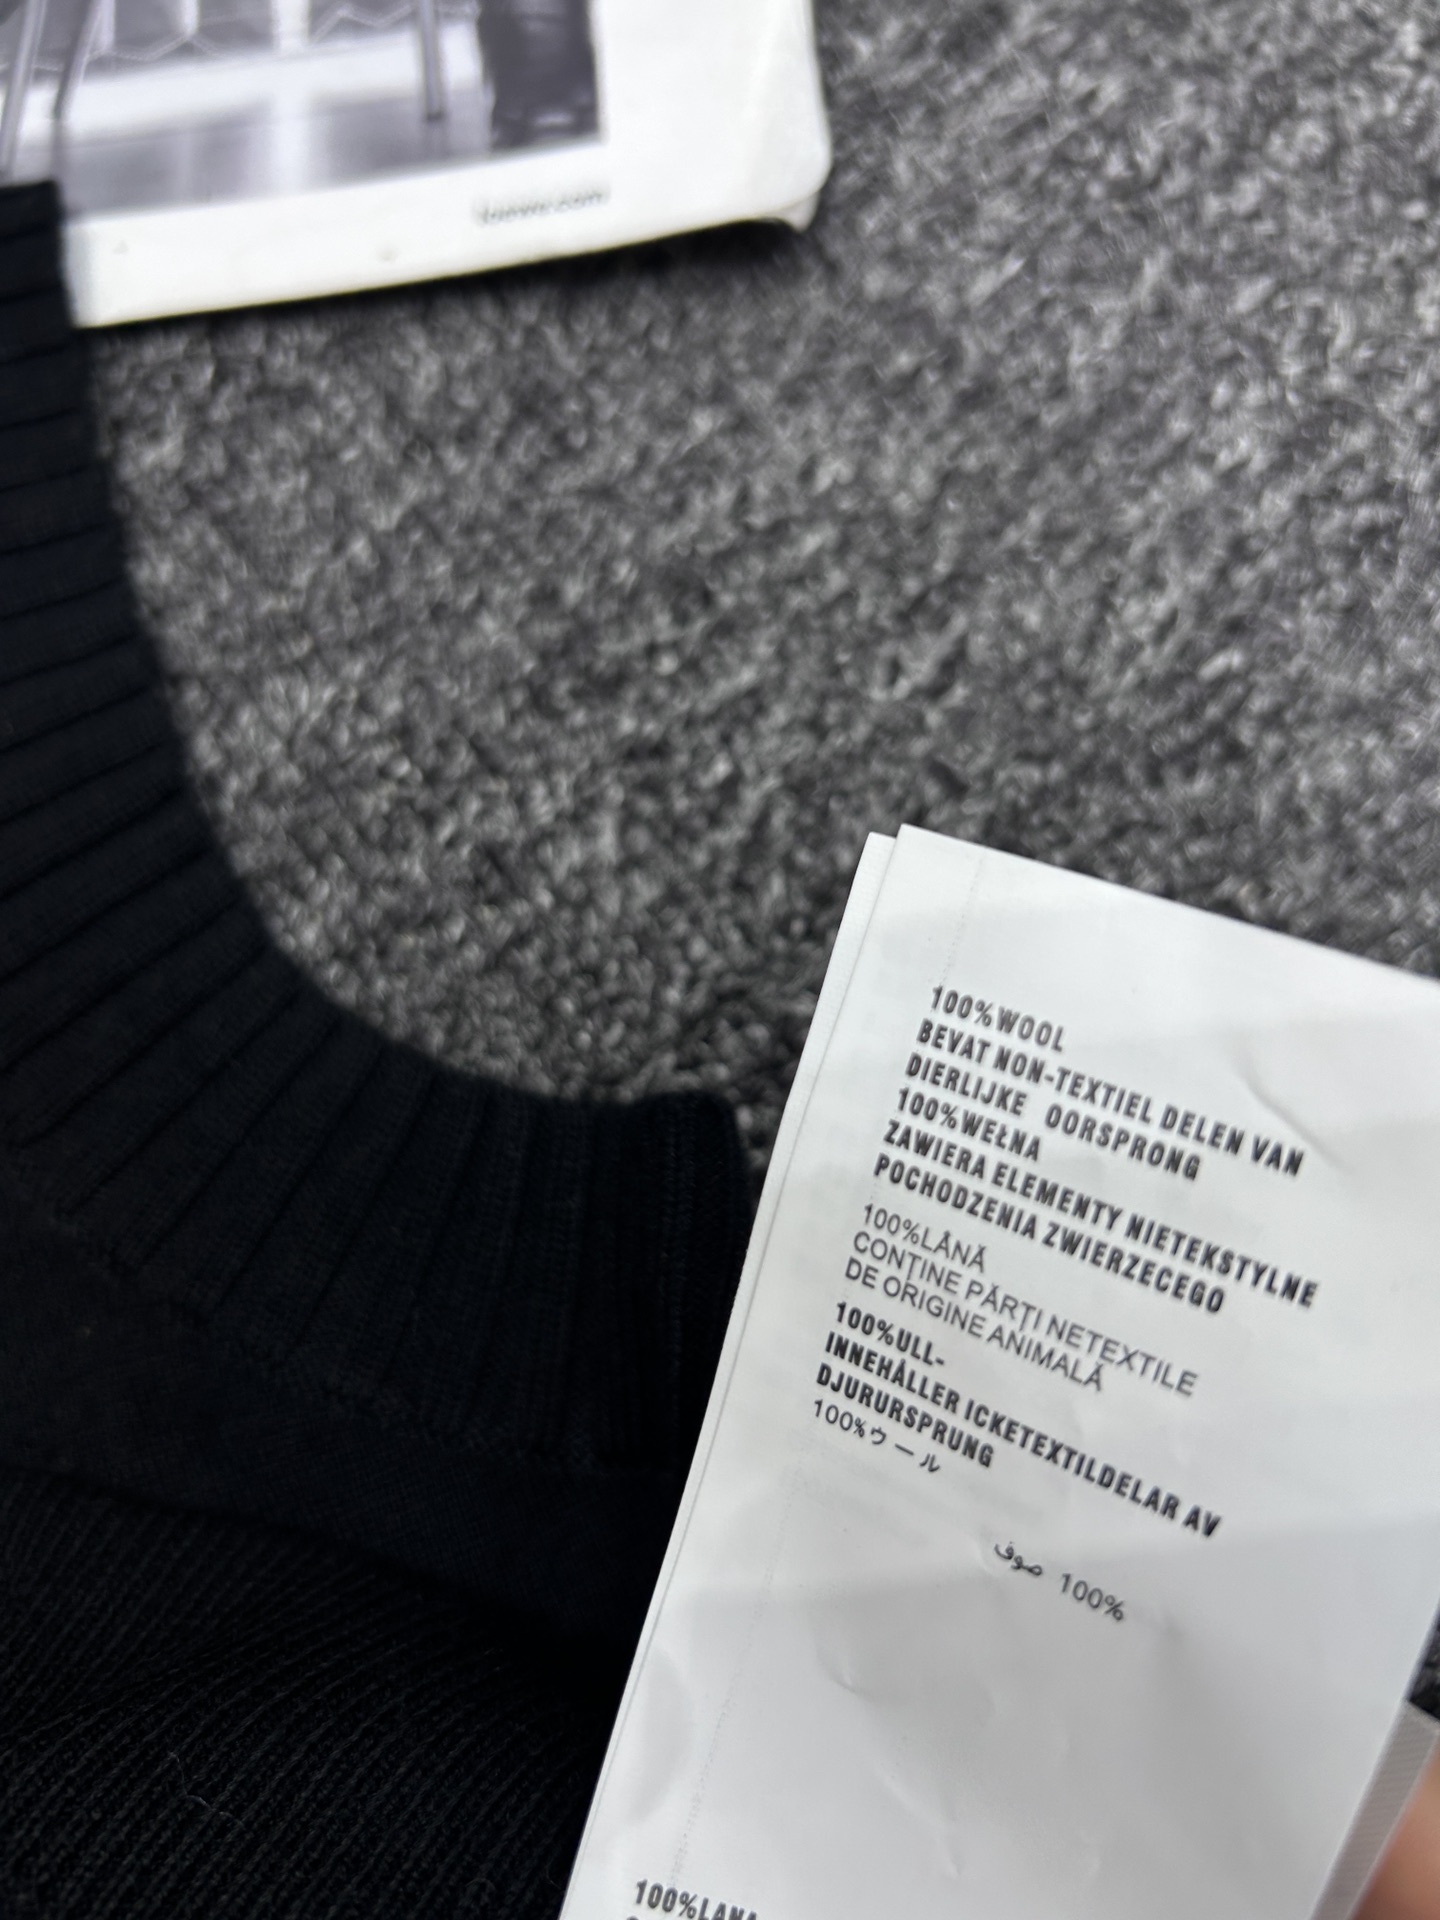 loewe.com
100%WOOL
BEVAT NON-TEXTIEL DELEN VAN
DIERLIJKE OORSPRONG
100%WEŁNA
ZAWIERA ELEMENTY NIETEKSTYLNE
POCHODZENIA ZWIERZECEGO
100%LÂNĂ
CONȚINE PĂRȚI NETEXTILE
DE ORIGINE ANIMALĂ
100%ULL-
INNEHÅLLER ICKETEXTILDELAR AV
DJURURSPRUNG
100%ウール
100% صوف
100%LANA